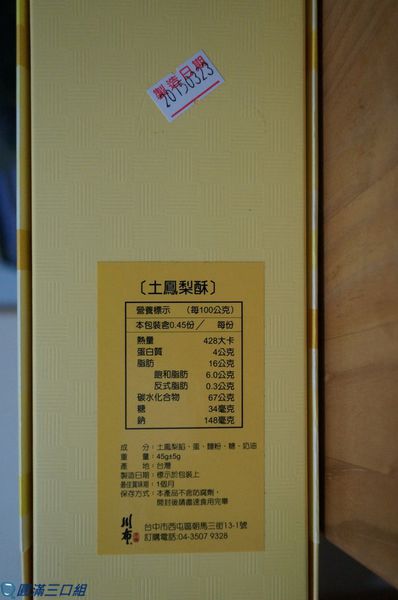 製造日期
20150323
〔土鳳梨酥〕
營養標示 (每100公克)
本包裝含0.45份/ 每份
熱量 428大卡
蛋白質 4公克
脂肪 16公克
飽和脂肪 6.0公克
反式脂肪 0.3公克
碳水化合物 67公克
糖 34毫克
鈉 148毫克
成 分:土鳳梨餡、蛋、麵粉、糖、奶油
重 量:45g±5g
產 地:台灣
製造日期:標示於包裝上
最佳賞味期:1個月
保存方式:本產品不含防腐劑,
開封後請盡速食用完畢
川布
台中市西屯區朝馬三街13-1號
訂購電話:04-3507 9328
圓滿三口組